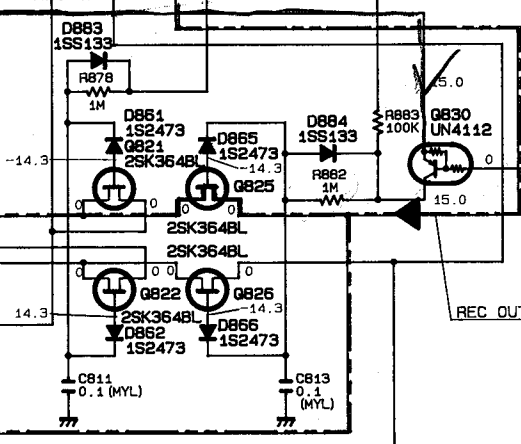 D883
1SS133
R878
1M
15.0
D861
1S2473
Q821
2SK364BL
-14.3
D865
1S2473
-14.3
Q825
D884
1SS133
R883
100K
Q830
UN4112
0
R882
1M
15.0
0
0
0
0
2SK364BL
2SK364BL
0
0
0
0
Q822
Q826
14.3
2SK364BL
-14.3
D862
1S2473
D866
1S2473
REC OUT
C811
0.1 (MYL)
C813
0.1
(MYL)